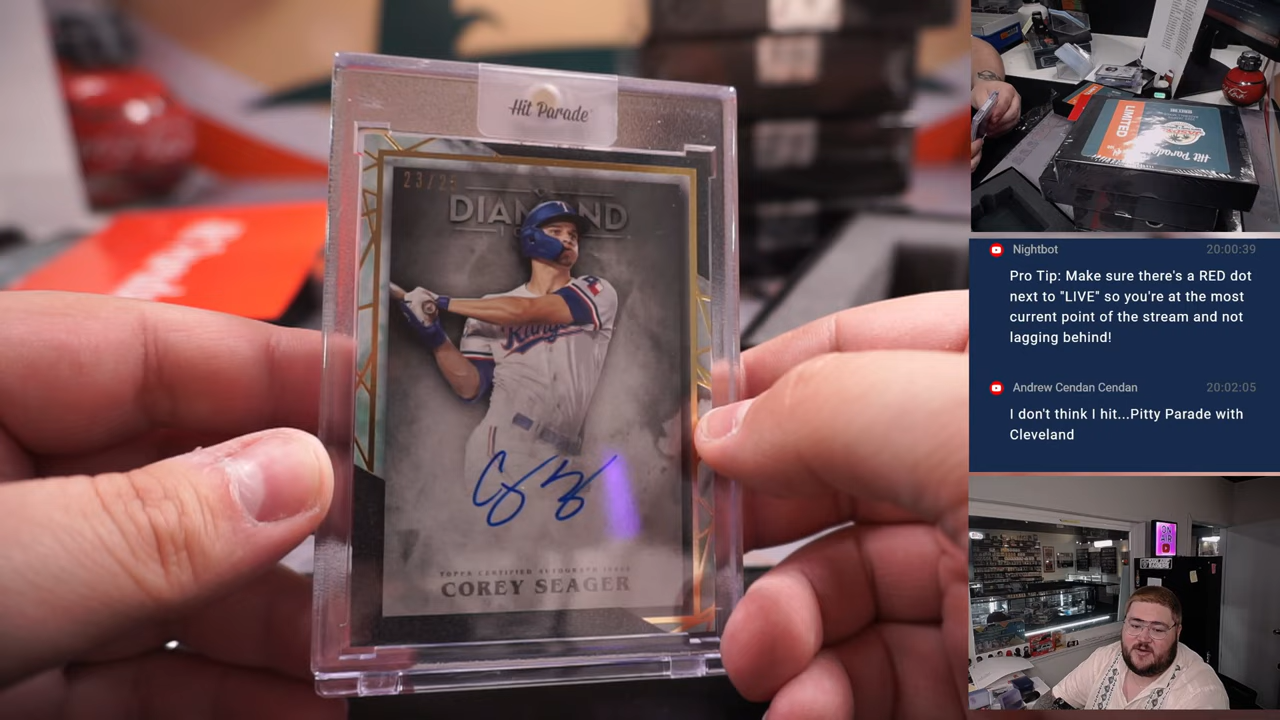 Hit Parade
23/25
DIAMOND
Rangers
TOPPS CERTIFIED AUTOGRAPH ISSUE
COREY SEAGER
LIMITED
Hit Parade
Nightbot 20:00:39
Pro Tip: Make sure there's a RED dot
next to "LIVE" so you're at the most
current point of the stream and not
lagging behind!
Andrew Cendan Cendan 20:02:05
I don't think I hit...Pitty Parade with
Cleveland
ON
AIR